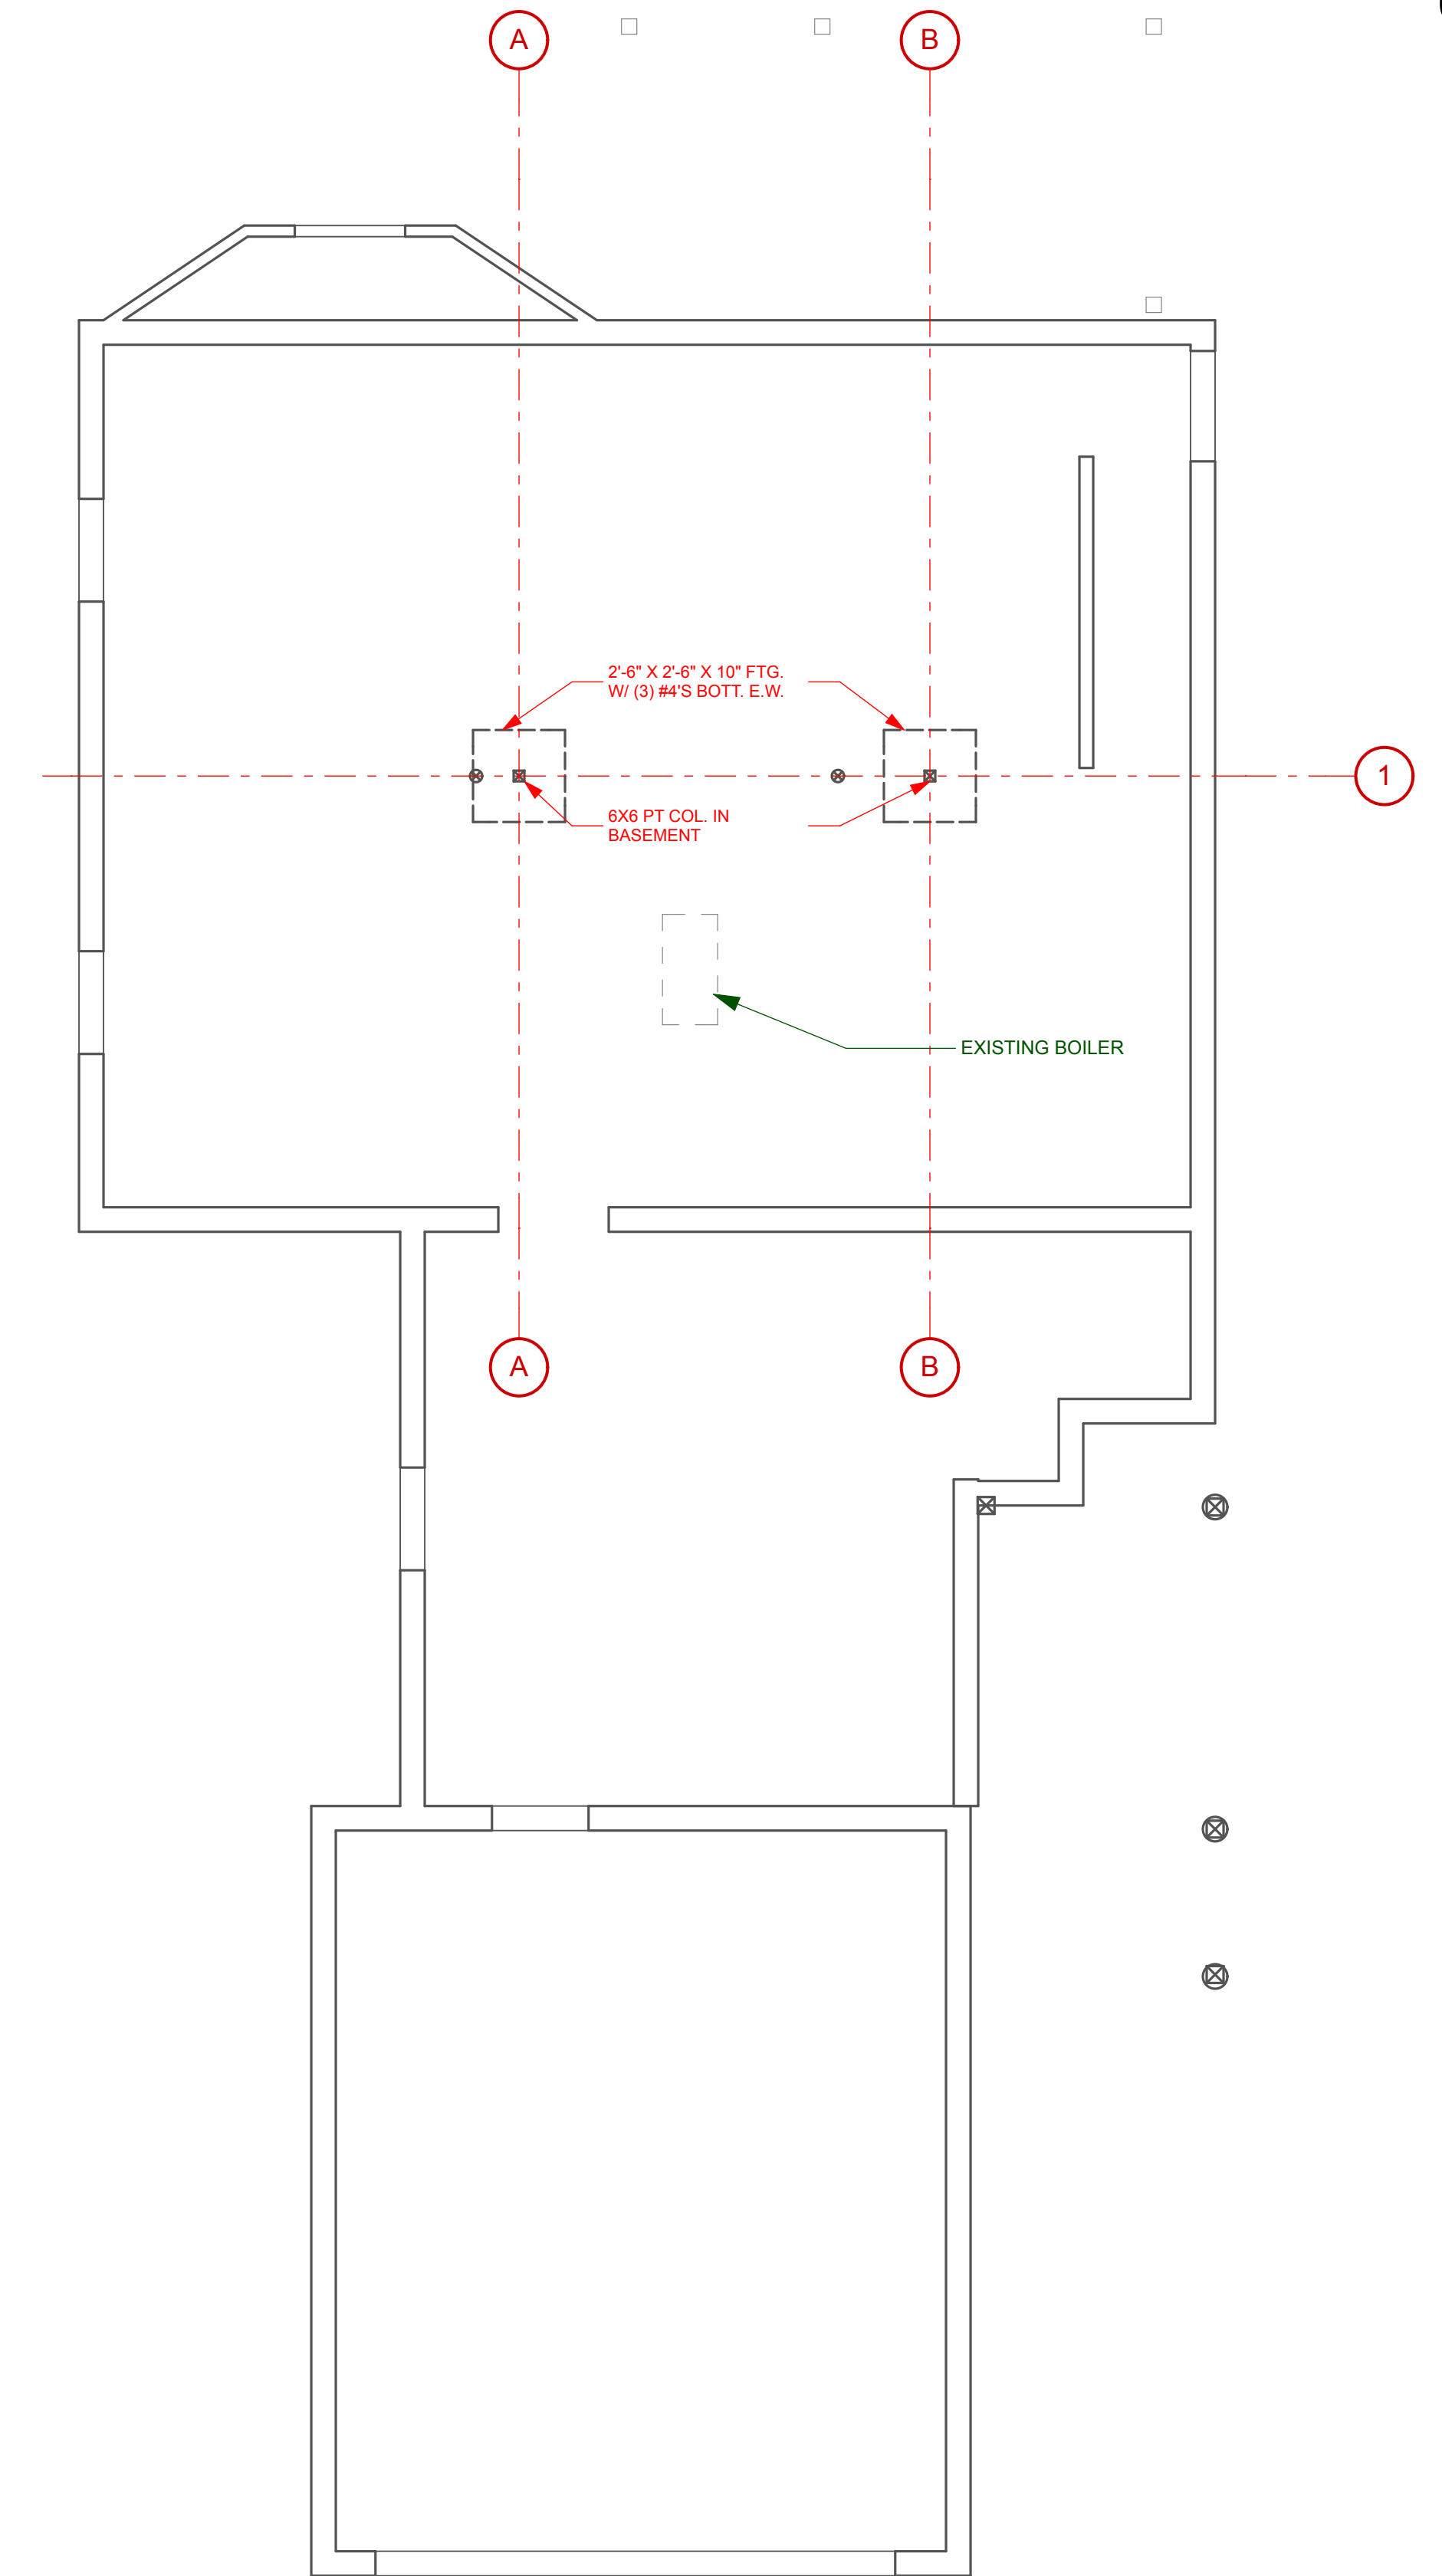 A
B
2'-6" X 2'-6" X 10" FTG.
W/ (3) #4'S BOTT. E.W.
1
6X6 PT COL. IN
BASEMENT
EXISTING BOILER
A
B